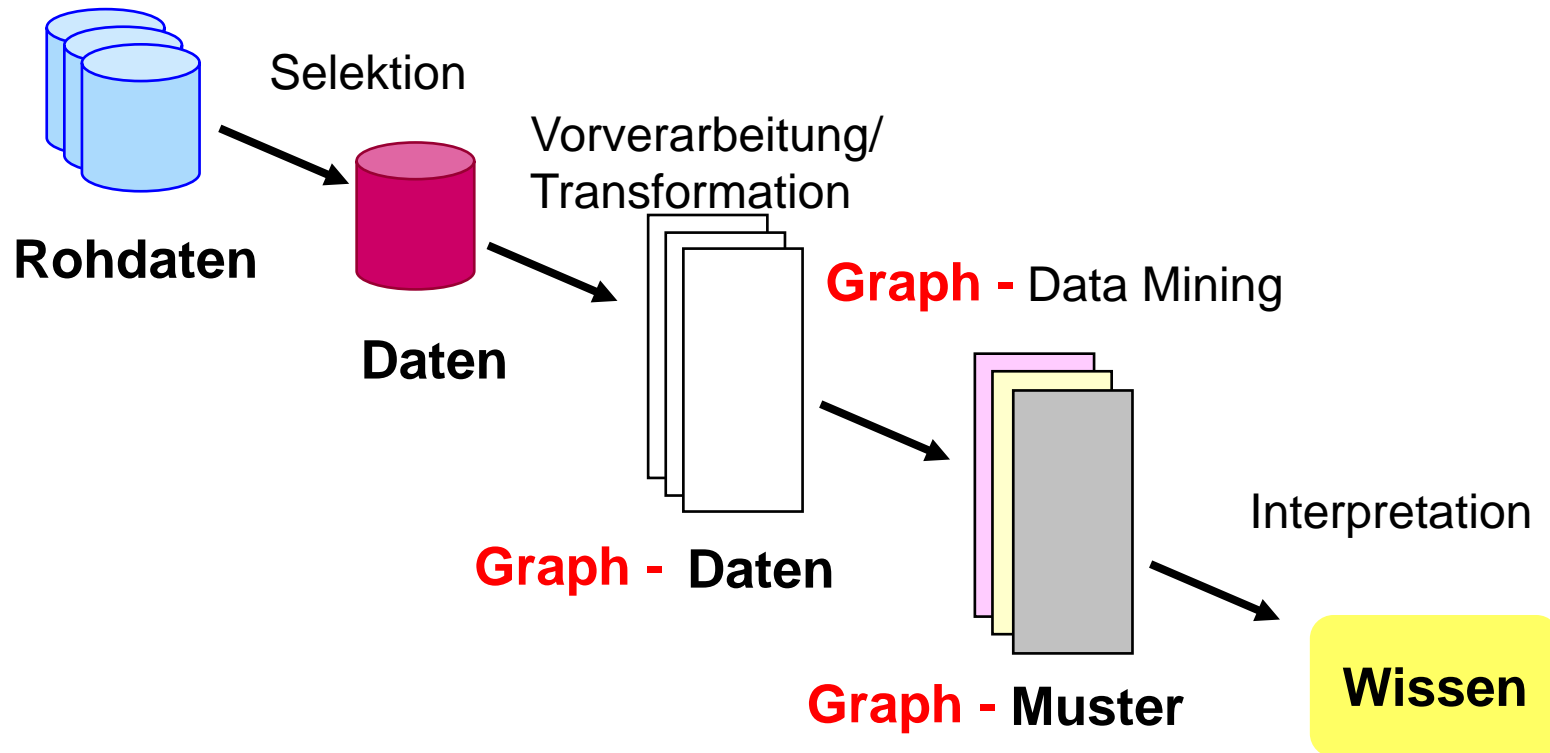 Selektion
Vorverarbeitung/
Transformation
Rohdaten
Graph - Data Mining
Daten
Interpretation
Graph - Daten
Wissen
Graph - Muster